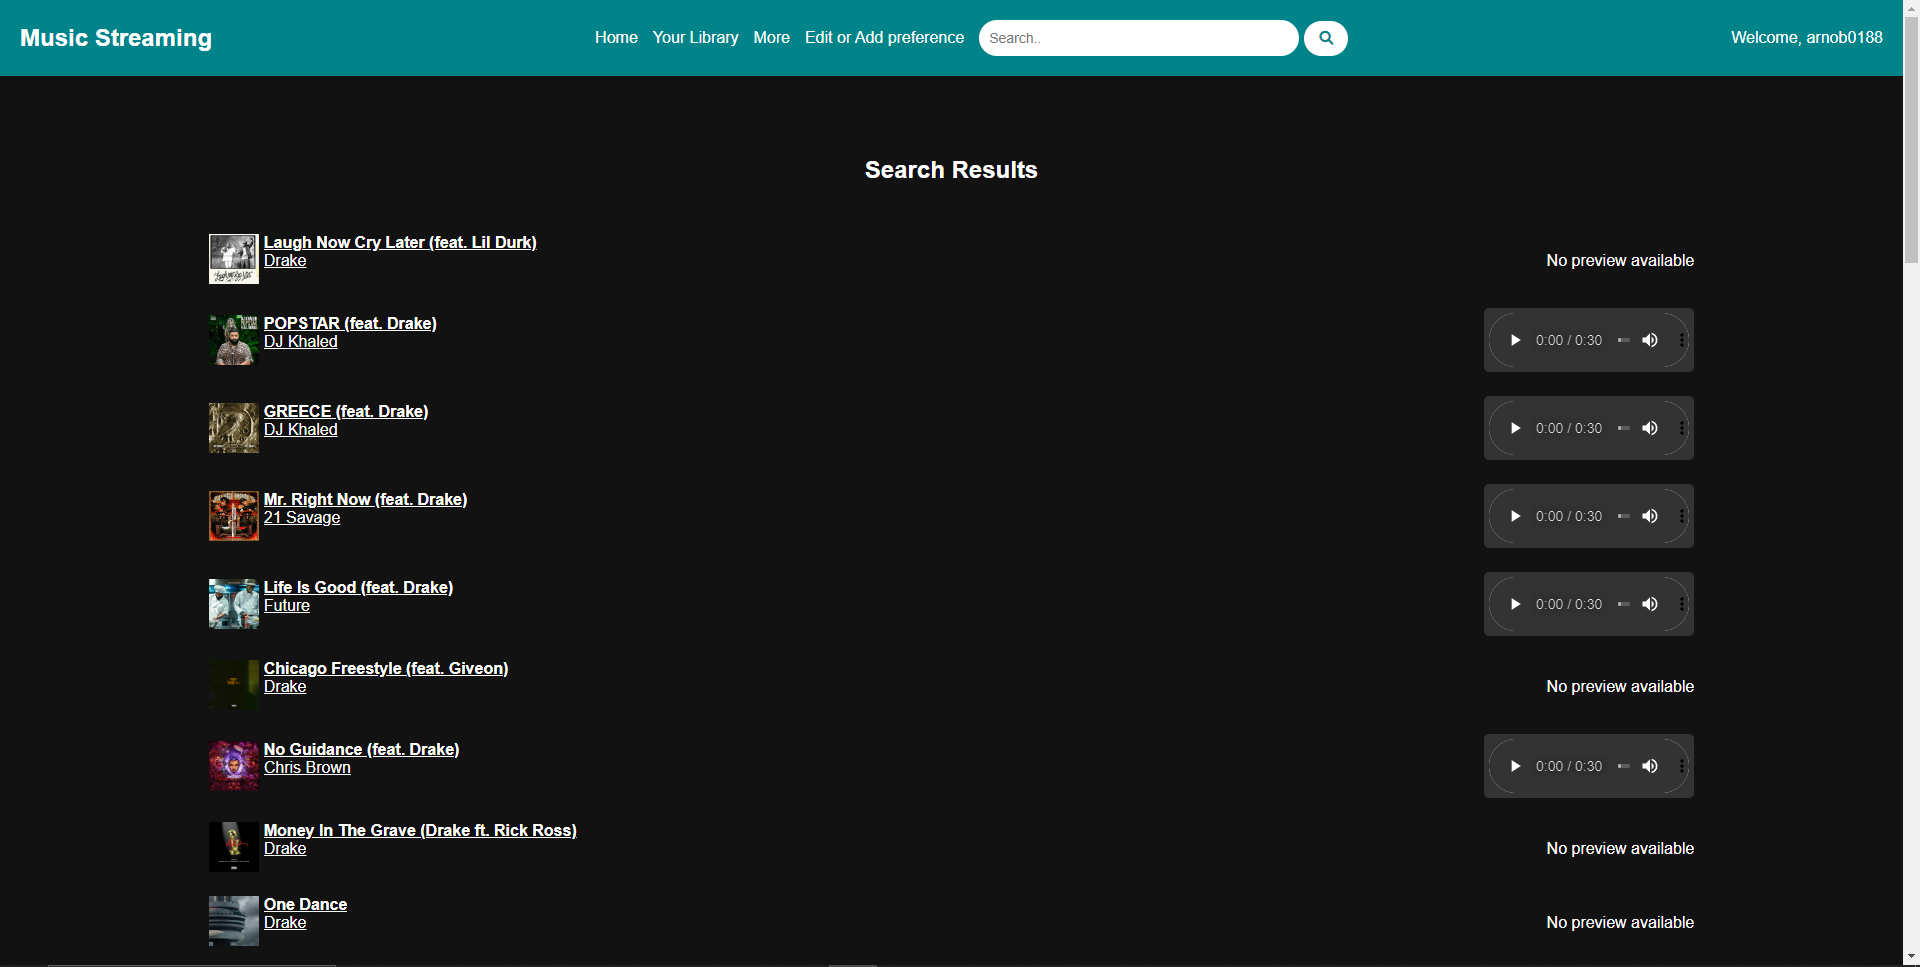 Music Streaming
Home Your Library More Edit or Add preference Search..
Welcome, arnob0188
Search Results
Laugh Now Cry Later (feat. Lil Durk)
Drake
No preview available
POPSTAR (feat. Drake)
DJ Khaled
0:00 / 0:30
GREECE (feat. Drake)
DJ Khaled
0:00 / 0:30
Mr. Right Now (feat. Drake)
21 Savage
0:00 / 0:30
Life Is Good (feat. Drake)
Future
0:00 / 0:30
Chicago Freestyle (feat. Giveon)
Drake
No preview available
No Guidance (feat. Drake)
Chris Brown
0:00 / 0:30
Money In The Grave (Drake ft. Rick Ross)
Drake
No preview available
One Dance
Drake
No preview available